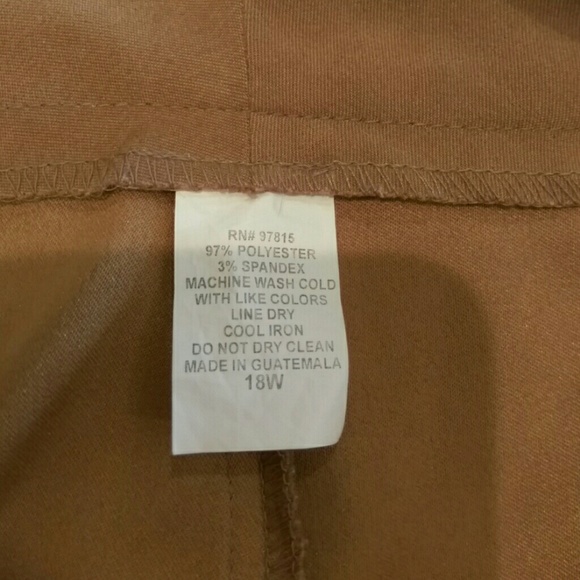 RN# 97815
97% POLYESTER
3% SPANDEX
MACHINE WASH COLD
WITH LIKE COLORS
LINE DRY
COOL IRON
DO NOT DRY CLEAN
MADE IN GUATEMALA
18W